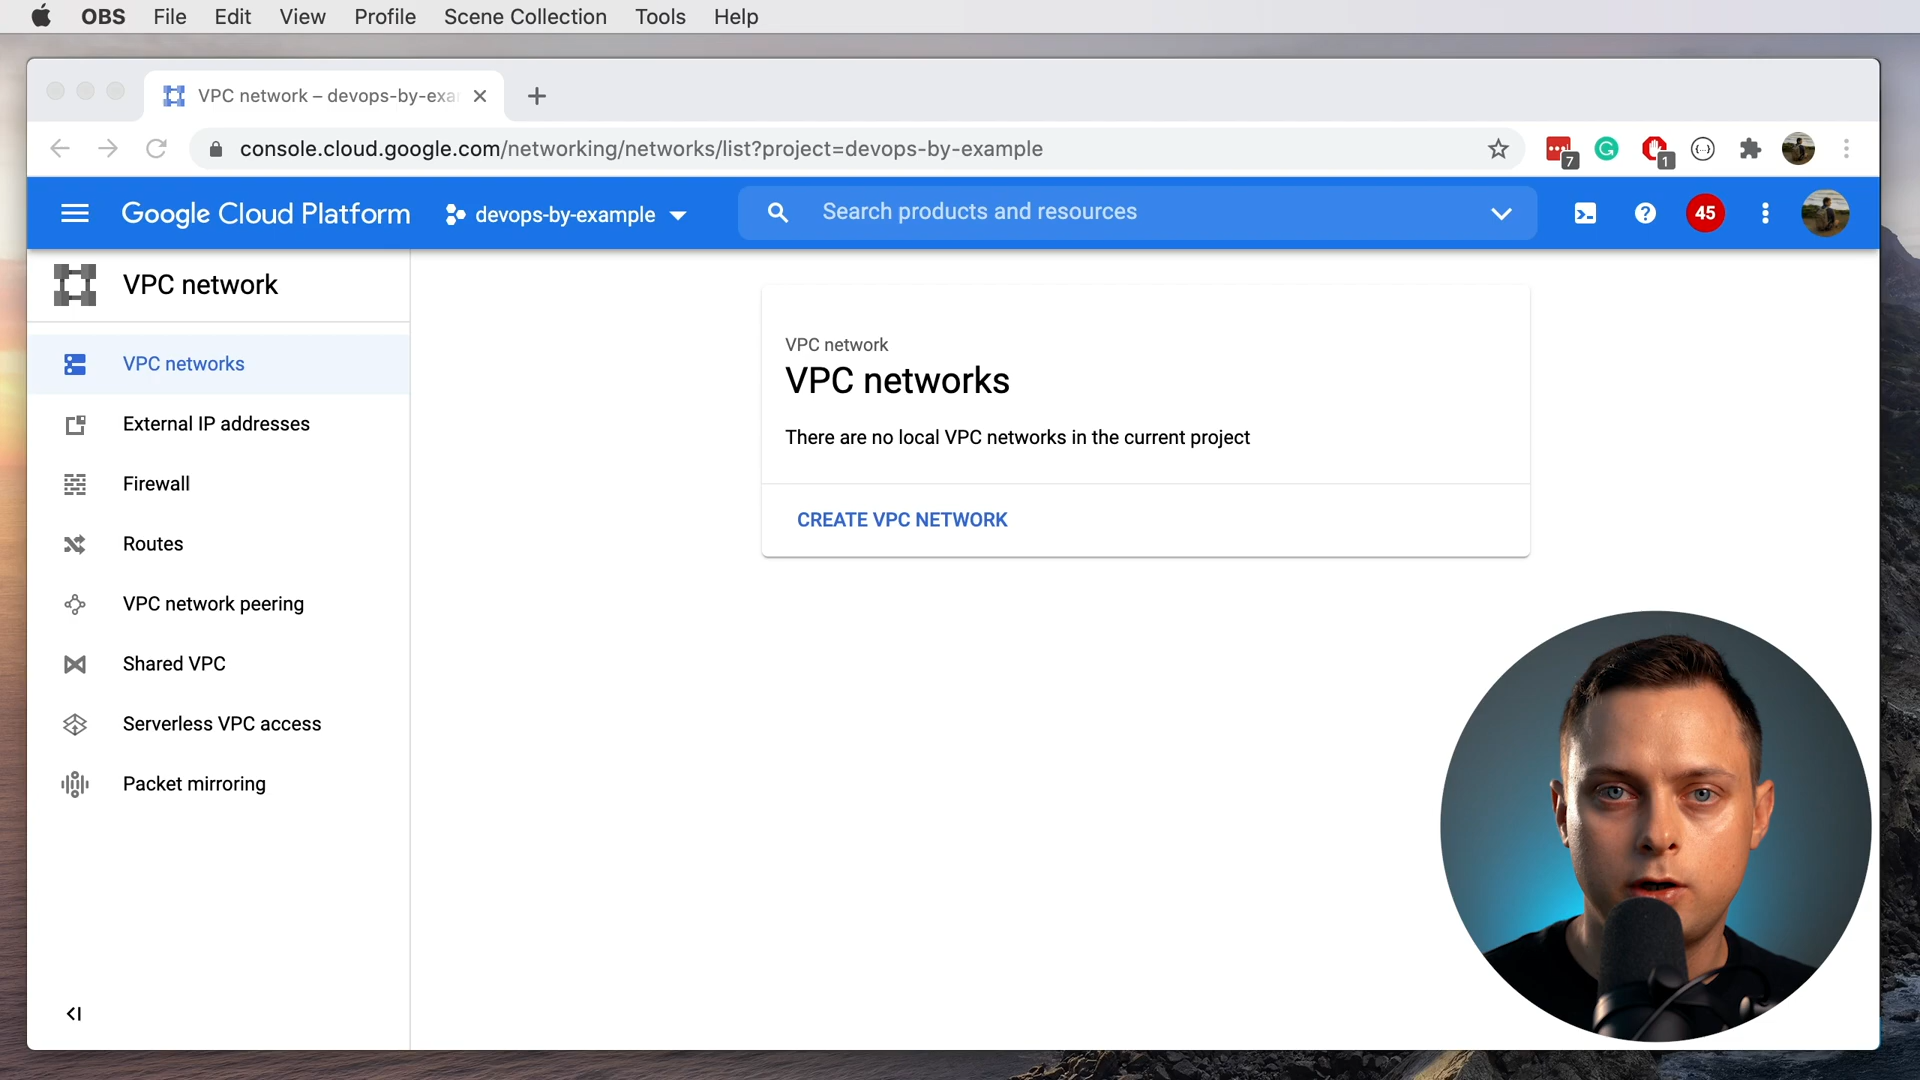 OBS File Edit View Profile Scene Collection Tools Help
VPC network – devops-by-exa
console.cloud.google.com/networking/networks/list?project=devops-by-example
7
1
Google Cloud Platform
devops-by-example
Search products and resources
45
VPC network
VPC networks
External IP addresses
Firewall
Routes
VPC network peering
Shared VPC
Serverless VPC access
Packet mirroring
VPC network
VPC networks
There are no local VPC networks in the current project
CREATE VPC NETWORK